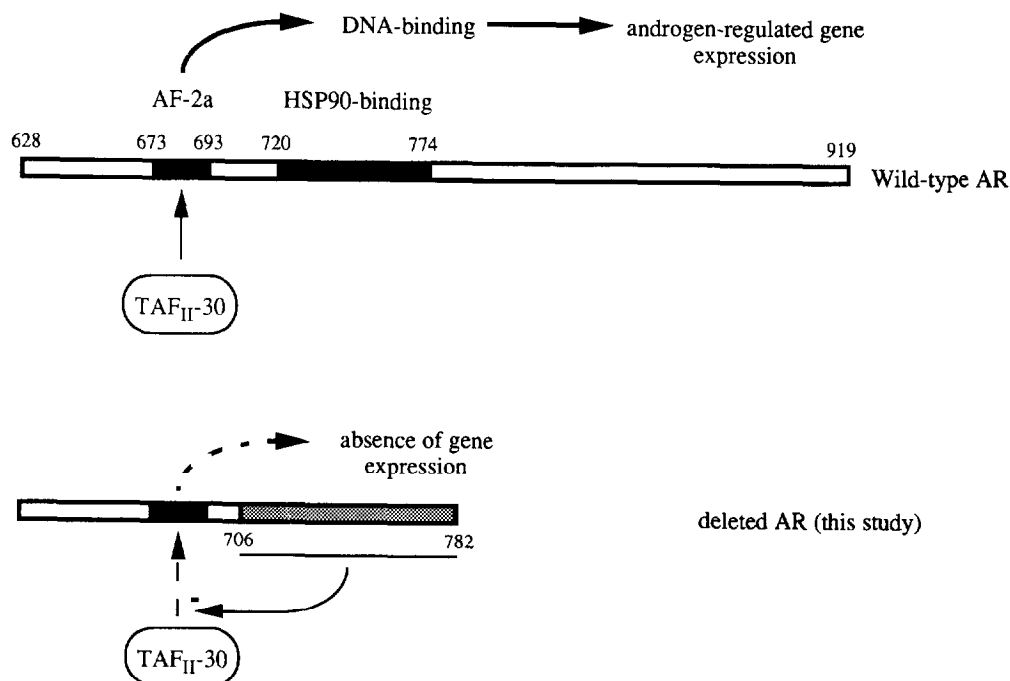 DNA-binding
androgen-regulated gene
expression
AF-2a
HSP90-binding
628
673
693
720
774
919
Wild-type AR
TAFII-30
absence of gene
expression
706
782
deleted AR (this study)
-
TAFII-30